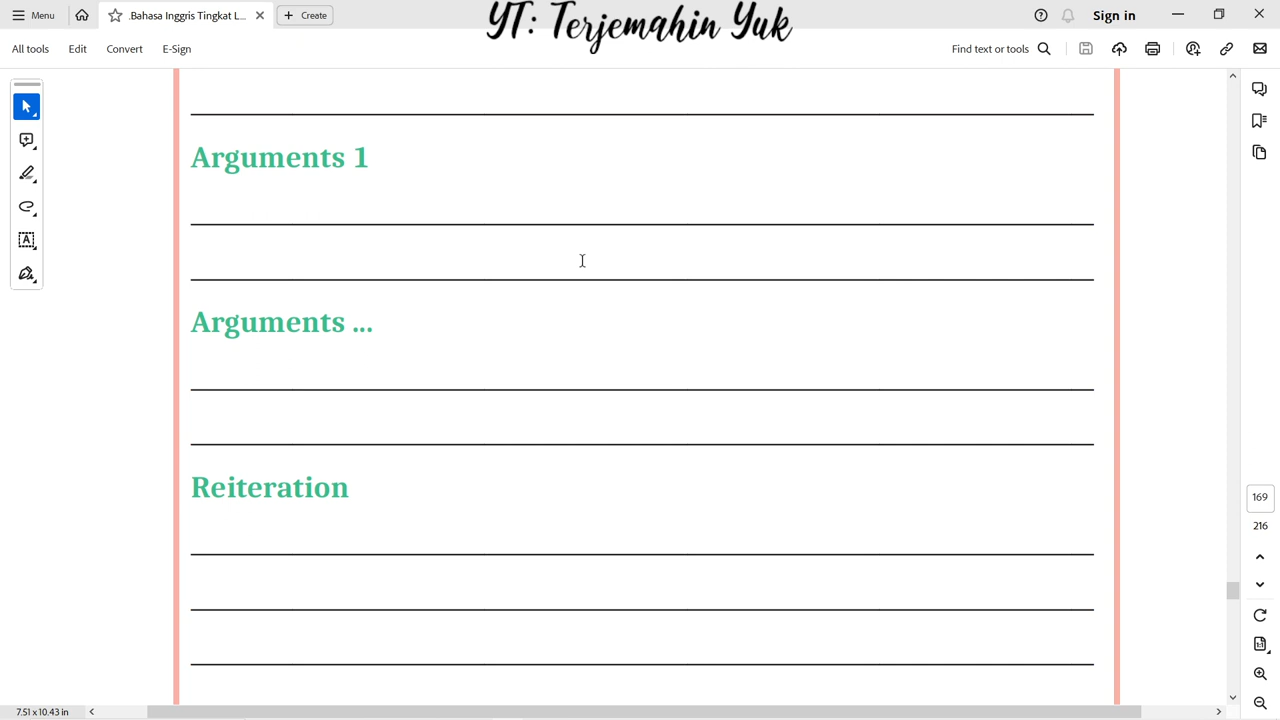 Menu
.Bahasa Inggris Tingkat L...
Create
YT: Terjemahin Yuk
Sign in
All tools
Edit
Convert
E-Sign
Find text or tools
Arguments 1
Arguments ...
Reiteration
169
216
7.51 x 10.43 in